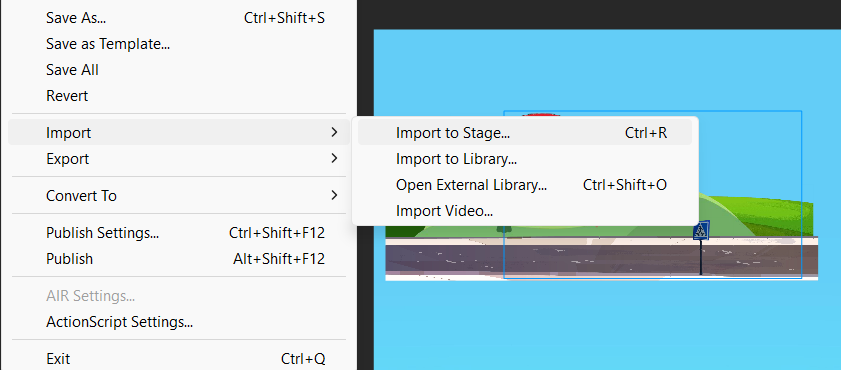 Save As... Ctrl+Shift+S
Save as Template...
Save All
Revert
Import
Import to Stage... Ctrl+R
Export
Import to Library...
Open External Library... Ctrl+Shift+O
Convert To
Import Video...
Publish Settings... Ctrl+Shift+F12
Publish Alt+Shift+F12
AIR Settings...
ActionScript Settings...
Exit Ctrl+Q